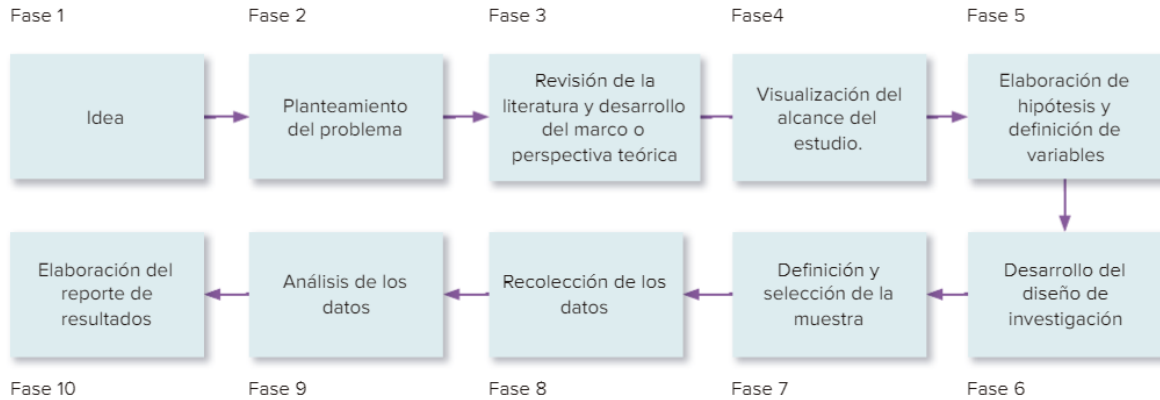 Fase 1
Fase 2
Fase 3
Fase4
Fase 5
Idea
Planteamiento
del problema
Revisión de la
literatura y desarrollo
del marco o
perspectiva teórica
Visualización del
alcance del
estudio.
Elaboración de
hipótesis y
definición de
variables
Desarrollo del
diseño de
investigación
Definición y
selección de la
muestra
Recolección de los
datos
Análisis de los
datos
Elaboración del
reporte de
resultados
Fase 10
Fase 9
Fase 8
Fase 7
Fase 6